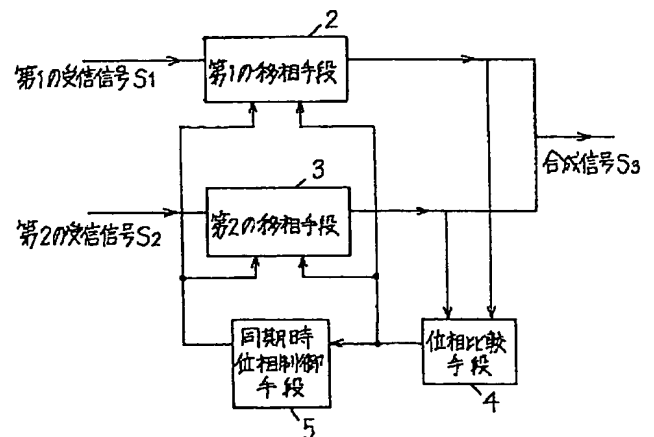 2
第1の受信信号S1
第1の移相手段
合成信号S3
3
第2の受信信号S2
第2の移相手段
同期時
位相制御
手段
5
位相比較
手段
4